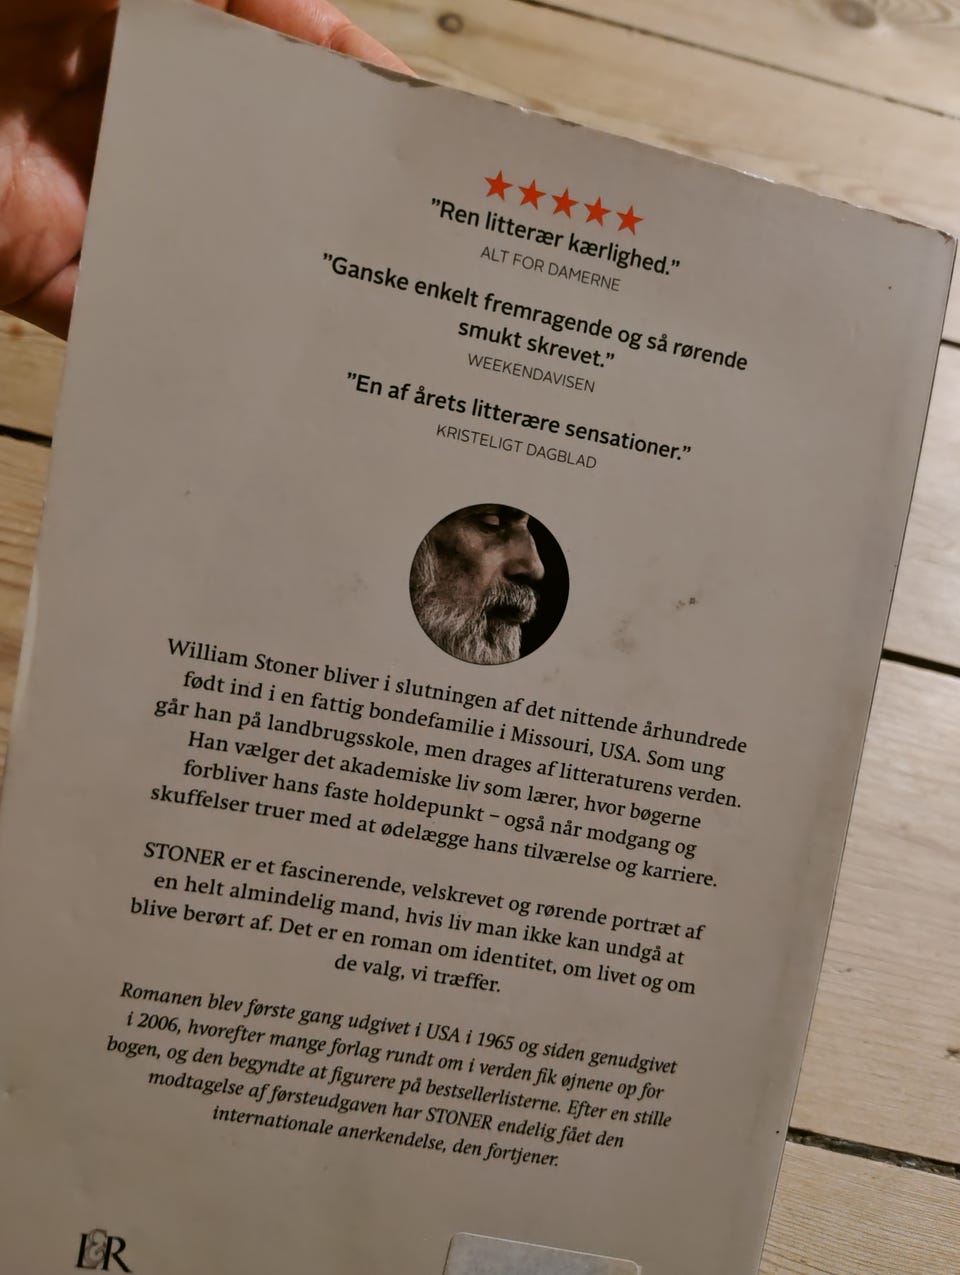 "Ren litterær kærlighed."
ALT FOR DAMERNE
"Ganske enkelt fremragende og så rørende
smukt skrevet."
WEEKENDAVISEN
"En af årets litterære sensationer."
KRISTELIGT DAGBLAD
William Stoner bliver i slutningen af det nittende århundrede
født ind i en fattig bondefamilie i Missouri, USA. Som ung
går han på landbrugsskole, men drages af litteraturens verden.
Han vælger det akademiske liv som lærer, hvor bøgerne
forbliver hans faste holdepunkt – også når modgang og
skuffelser truer med at ødelægge hans tilværelse og karriere.
STONER er et fascinerende, velskrevet og rørende portræt af
en helt almindelig mand, hvis liv man ikke kan undgå at
blive berørt af. Det er en roman om identitet, om livet og om
de valg, vi træffer.
Romanen blev første gang udgivet i USA i 1965 og siden genudgivet
i 2006, hvorefter mange forlag rundt om i verden fik øjnene op for
bogen, og den begyndte at figurere på bestsellerlisterne. Efter en stille
modtagelse af førsteudgaven har STONER endelig fået den
internationale anerkendelse, den fortjener.
L&R